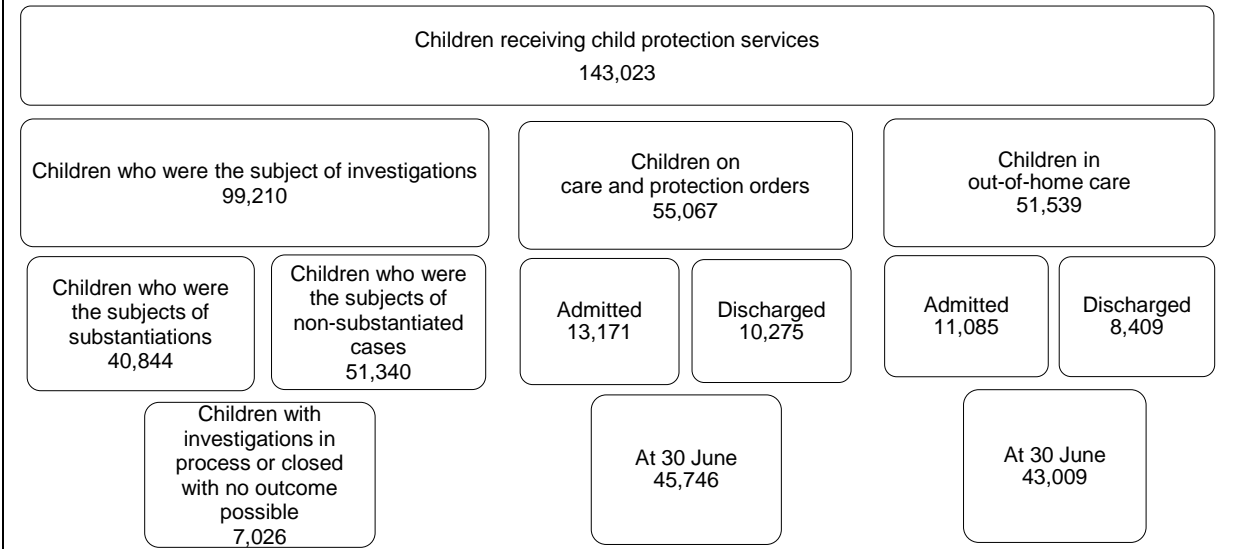 Children receiving child protection services
143,023
Children who were the subject of investigations
99,210
Children on
care and protection orders
55,067
Children in
out-of-home care
51,539
Children who were
the subjects of
substantiations
40,844
Children who were
the subjects of
non-substantiated
cases
51,340
Admitted
13,171
Discharged
10,275
Admitted
11,085
Discharged
8,409
Children with
investigations in
process or closed
with no outcome
possible
7,026
At 30 June
45,746
At 30 June
43,009